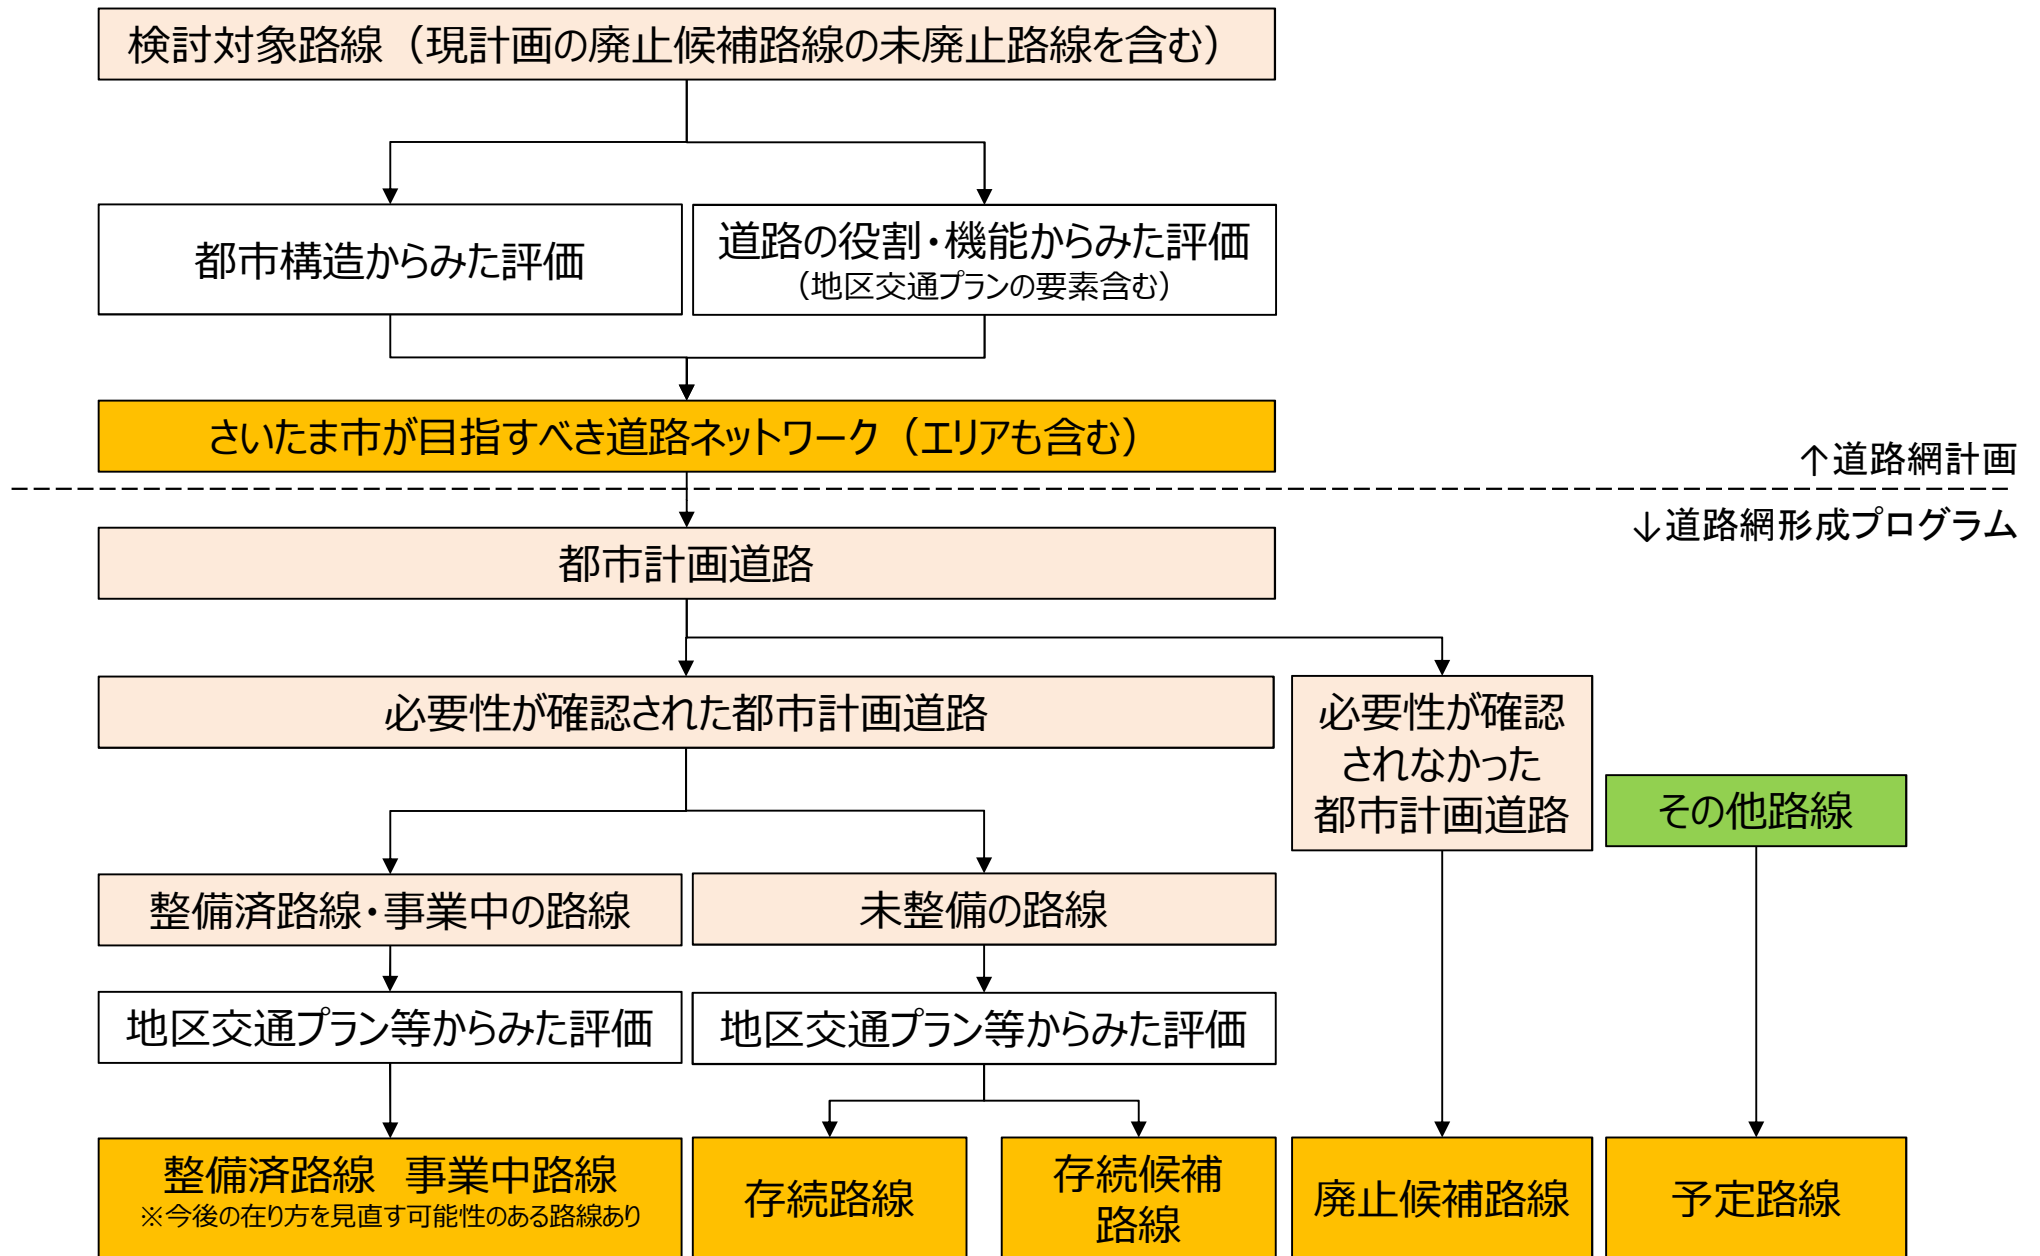 検討対象路線（現計画の廃止候補路線の未廃止路線を含む）
都市構造からみた評価
道路の役割・機能からみた評価
（地区交通プランの要素含む）
さいたま市が目指すべき道路ネットワーク（エリアも含む）
↑道路網計画
↓道路網形成プログラム
都市計画道路
必要性が確認された都市計画道路
必要性が確認
されなかった
都市計画道路
その他路線
整備済路線・事業中の路線
未整備の路線
地区交通プラン等からみた評価
地区交通プラン等からみた評価
整備済路線　事業中路線
※今後の在り方を見直す可能性のある路線あり
存続路線
存続候補
路線
廃止候補路線
予定路線